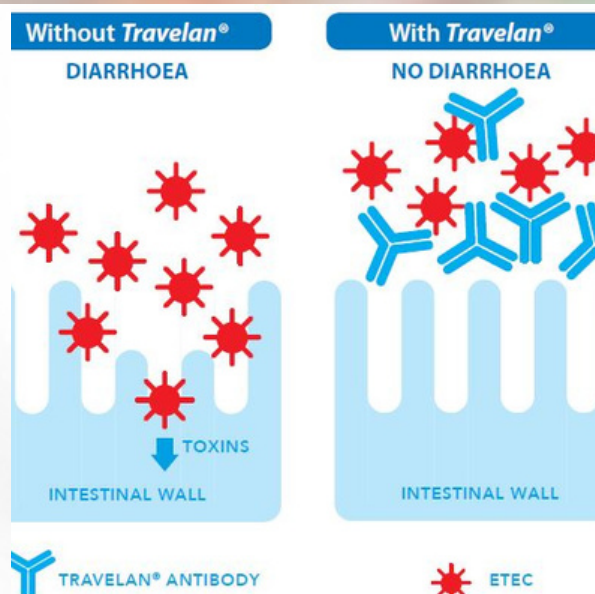 Without Travelan®
DIARRHOEA
TOXINS
INTESTINAL WALL
With Travelan®
NO DIARRHOEA
INTESTINAL WALL
TRAVELAN® ANTIBODY
ETEC